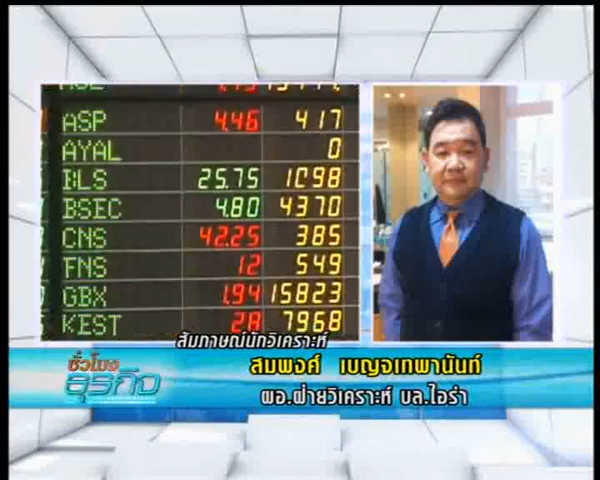 ASP 4.46 417
AYAL 0
BLS 25.75 1098
BSEC 4.80 4370
CNS 42.25 385
FNS 12 549
GBX 1.94 15823
KEST 28 7968
สัมภาษณ์นักวิเคราะห์
สมพงศ์ เบญจเทพานันท์
ผอ.ฝ่ายวิเคราะห์ บล.ไอร่า
ชั่วโมง
ธุรกิจ